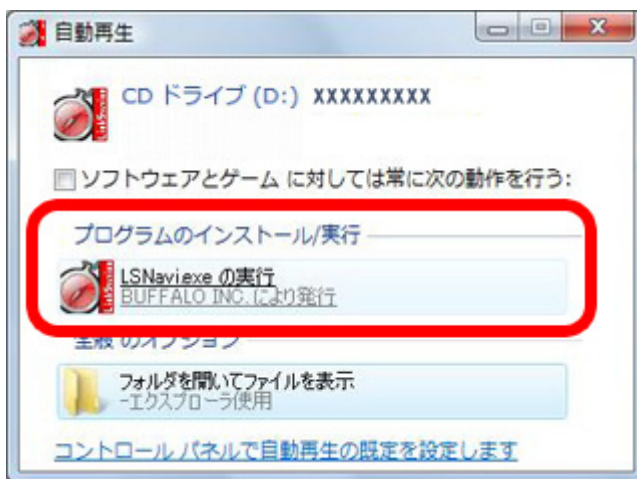 自動再生
CD ドライブ (D:) XXXXXXXXX
ソフトウェアとゲーム に対しては常に次の動作を行う:
プログラムのインストール/実行
LSNavi.exe の実行
BUFFALO INC. により発行
全般 のオプション
フォルダを開いてファイルを表示
-エクスプローラ使用
コントロール パネルで自動再生の既定を設定します